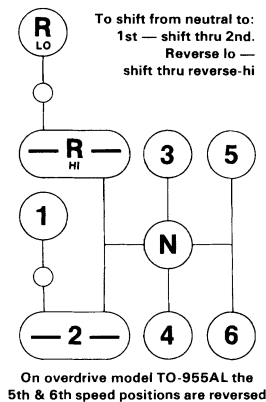 R
LO
To shift from neutral to:
1st — shift thru 2nd.
Reverse lo —
shift thru reverse-hi
— R —
HI
3
5
1
N
— 2 —
4
6
On overdrive model TO-955AL the
5th & 6th speed positions are reversed